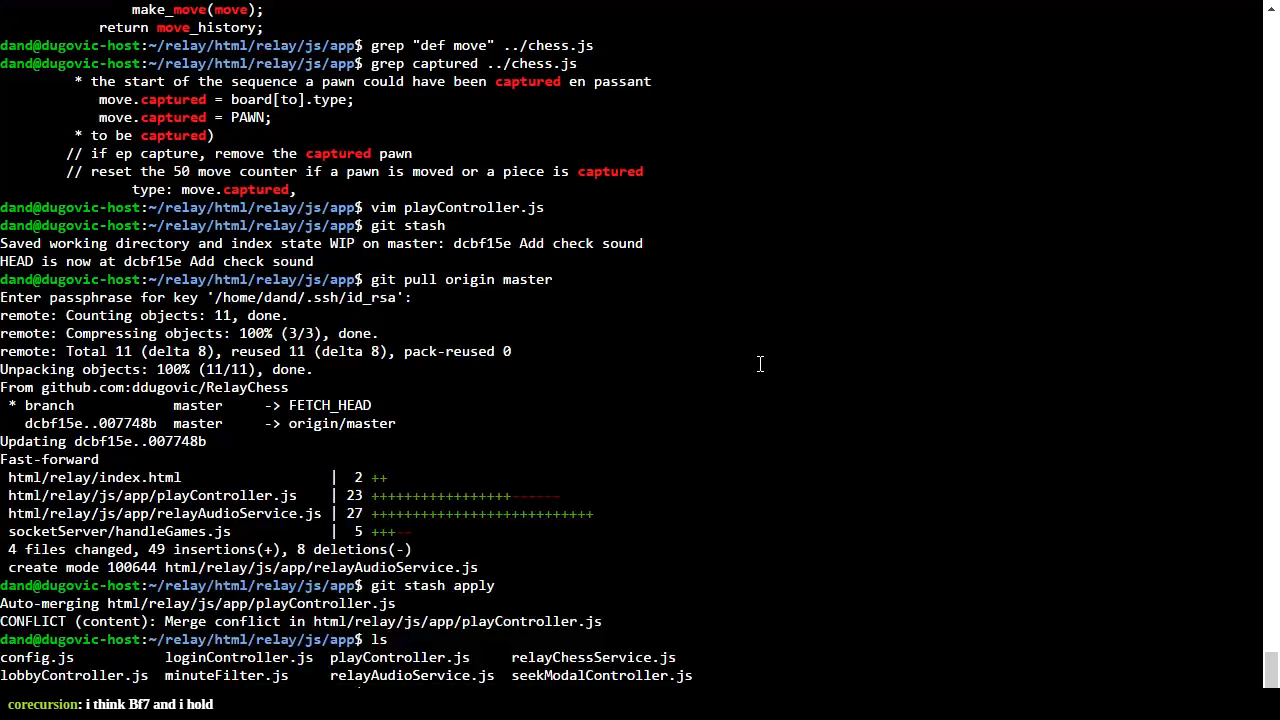 make_move(move);
return move_history;
dand@dugovic-host:~/relay/html/relay/js/app$ grep "def move" ../chess.js
dand@dugovic-host:~/relay/html/relay/js/app$ grep captured ../chess.js
* the start of the sequence a pawn could have been captured en passant
move.captured = board[to].type;
move.captured = PAWN;
* to be captured)
// if ep capture, remove the captured pawn
// reset the 50 move counter if a pawn is moved or a piece is captured
type: move.captured,
dand@dugovic-host:~/relay/html/relay/js/app$ vim playController.js
dand@dugovic-host:~/relay/html/relay/js/app$ git stash
Saved working directory and index state WIP on master: dcbf15e Add check sound
HEAD is now at dcbf15e Add check sound
dand@dugovic-host:~/relay/html/relay/js/app$ git pull origin master
Enter passphrase for key '/home/dand/.ssh/id_rsa':
remote: Counting objects: 11, done.
remote: Compressing objects: 100% (3/3), done.
remote: Total 11 (delta 8), reused 11 (delta 8), pack-reused 0
Unpacking objects: 100% (11/11), done.
From github.com:ddugovic/RelayChess
* branch            master     -> FETCH_HEAD
dcbf15e..007748b  master     -> origin/master
Updating dcbf15e..007748b
Fast-forward
html/relay/index.html                  |  2 ++
html/relay/js/app/playController.js    | 23 +++++++++++++++++------
html/relay/js/app/relayAudioService.js | 27 +++++++++++++++++++++++++++
socketServer/handleGames.js            |  5 +++--
4 files changed, 49 insertions(+), 8 deletions(-)
create mode 100644 html/relay/js/app/relayAudioService.js
dand@dugovic-host:~/relay/html/relay/js/app$ git stash apply
Auto-merging html/relay/js/app/playController.js
CONFLICT (content): Merge conflict in html/relay/js/app/playController.js
dand@dugovic-host:~/relay/html/relay/js/app$ ls
config.js           loginController.js  playController.js     relayChessService.js
lobbyController.js  minuteFilter.js     relayAudioService.js  seekModalController.js
corecursion: i think Bf7 and i hold